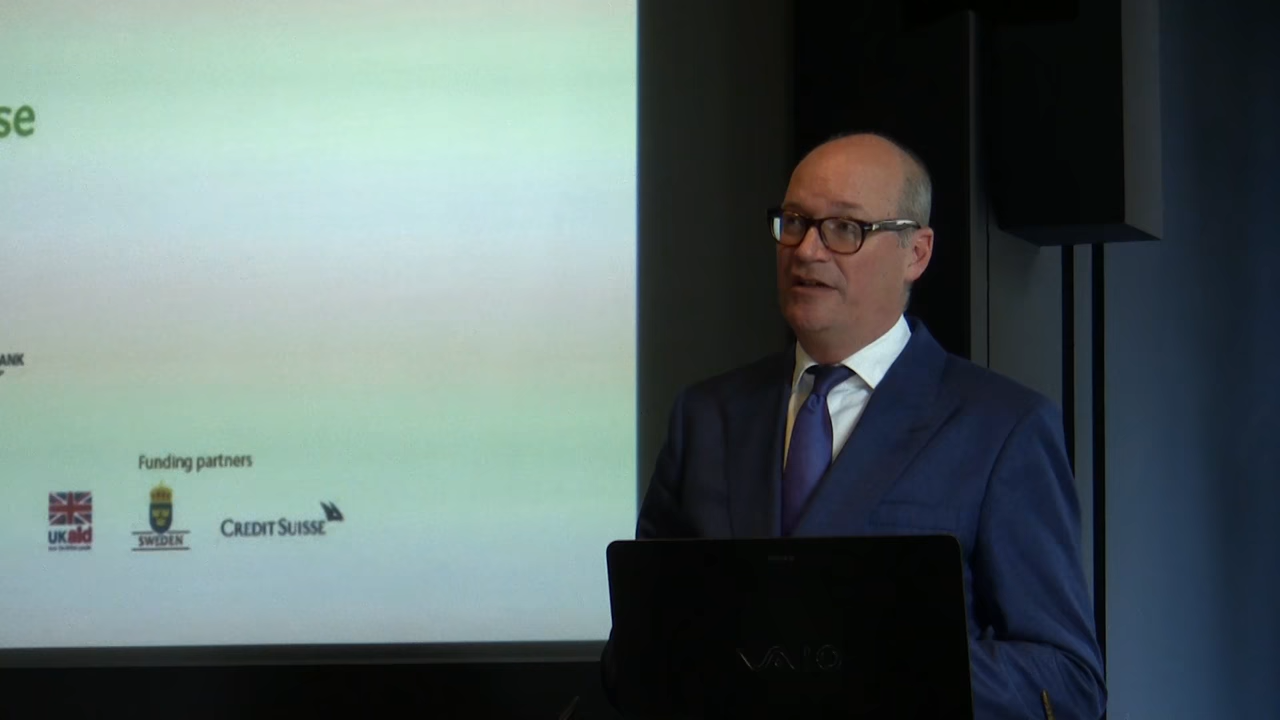 se
ANK
Funding partners
UKaid
SWEDEN
CREDIT SUISSE
VAIO